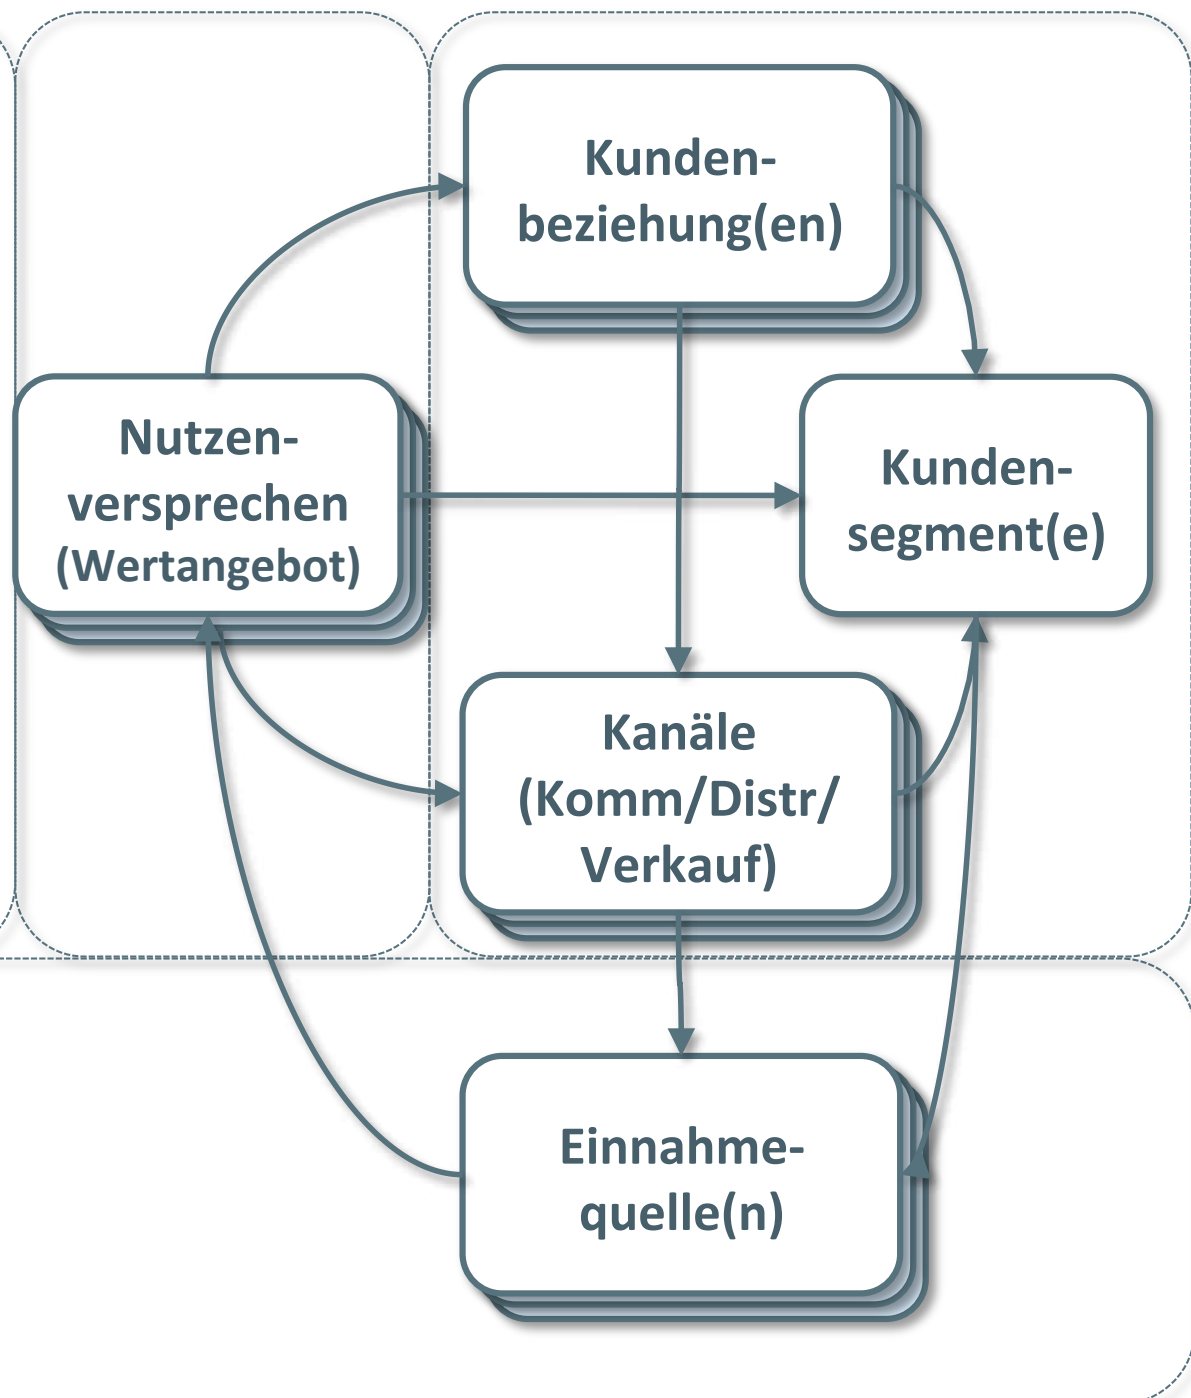 Kunden-
beziehung(en)
Nutzen-
versprechen
(Wertangebot)
Kunden-
segment(e)
Kanäle
(Komm/Distr/
Verkauf)
Einnahme-
quelle(n)